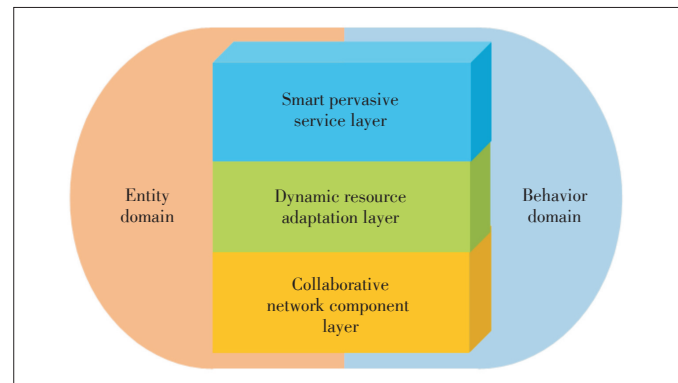 Smart pervasive
service layer
Entity
domain
Dynamic resource
adaptation layer
Behavior
domain
Collaborative
network component
layer